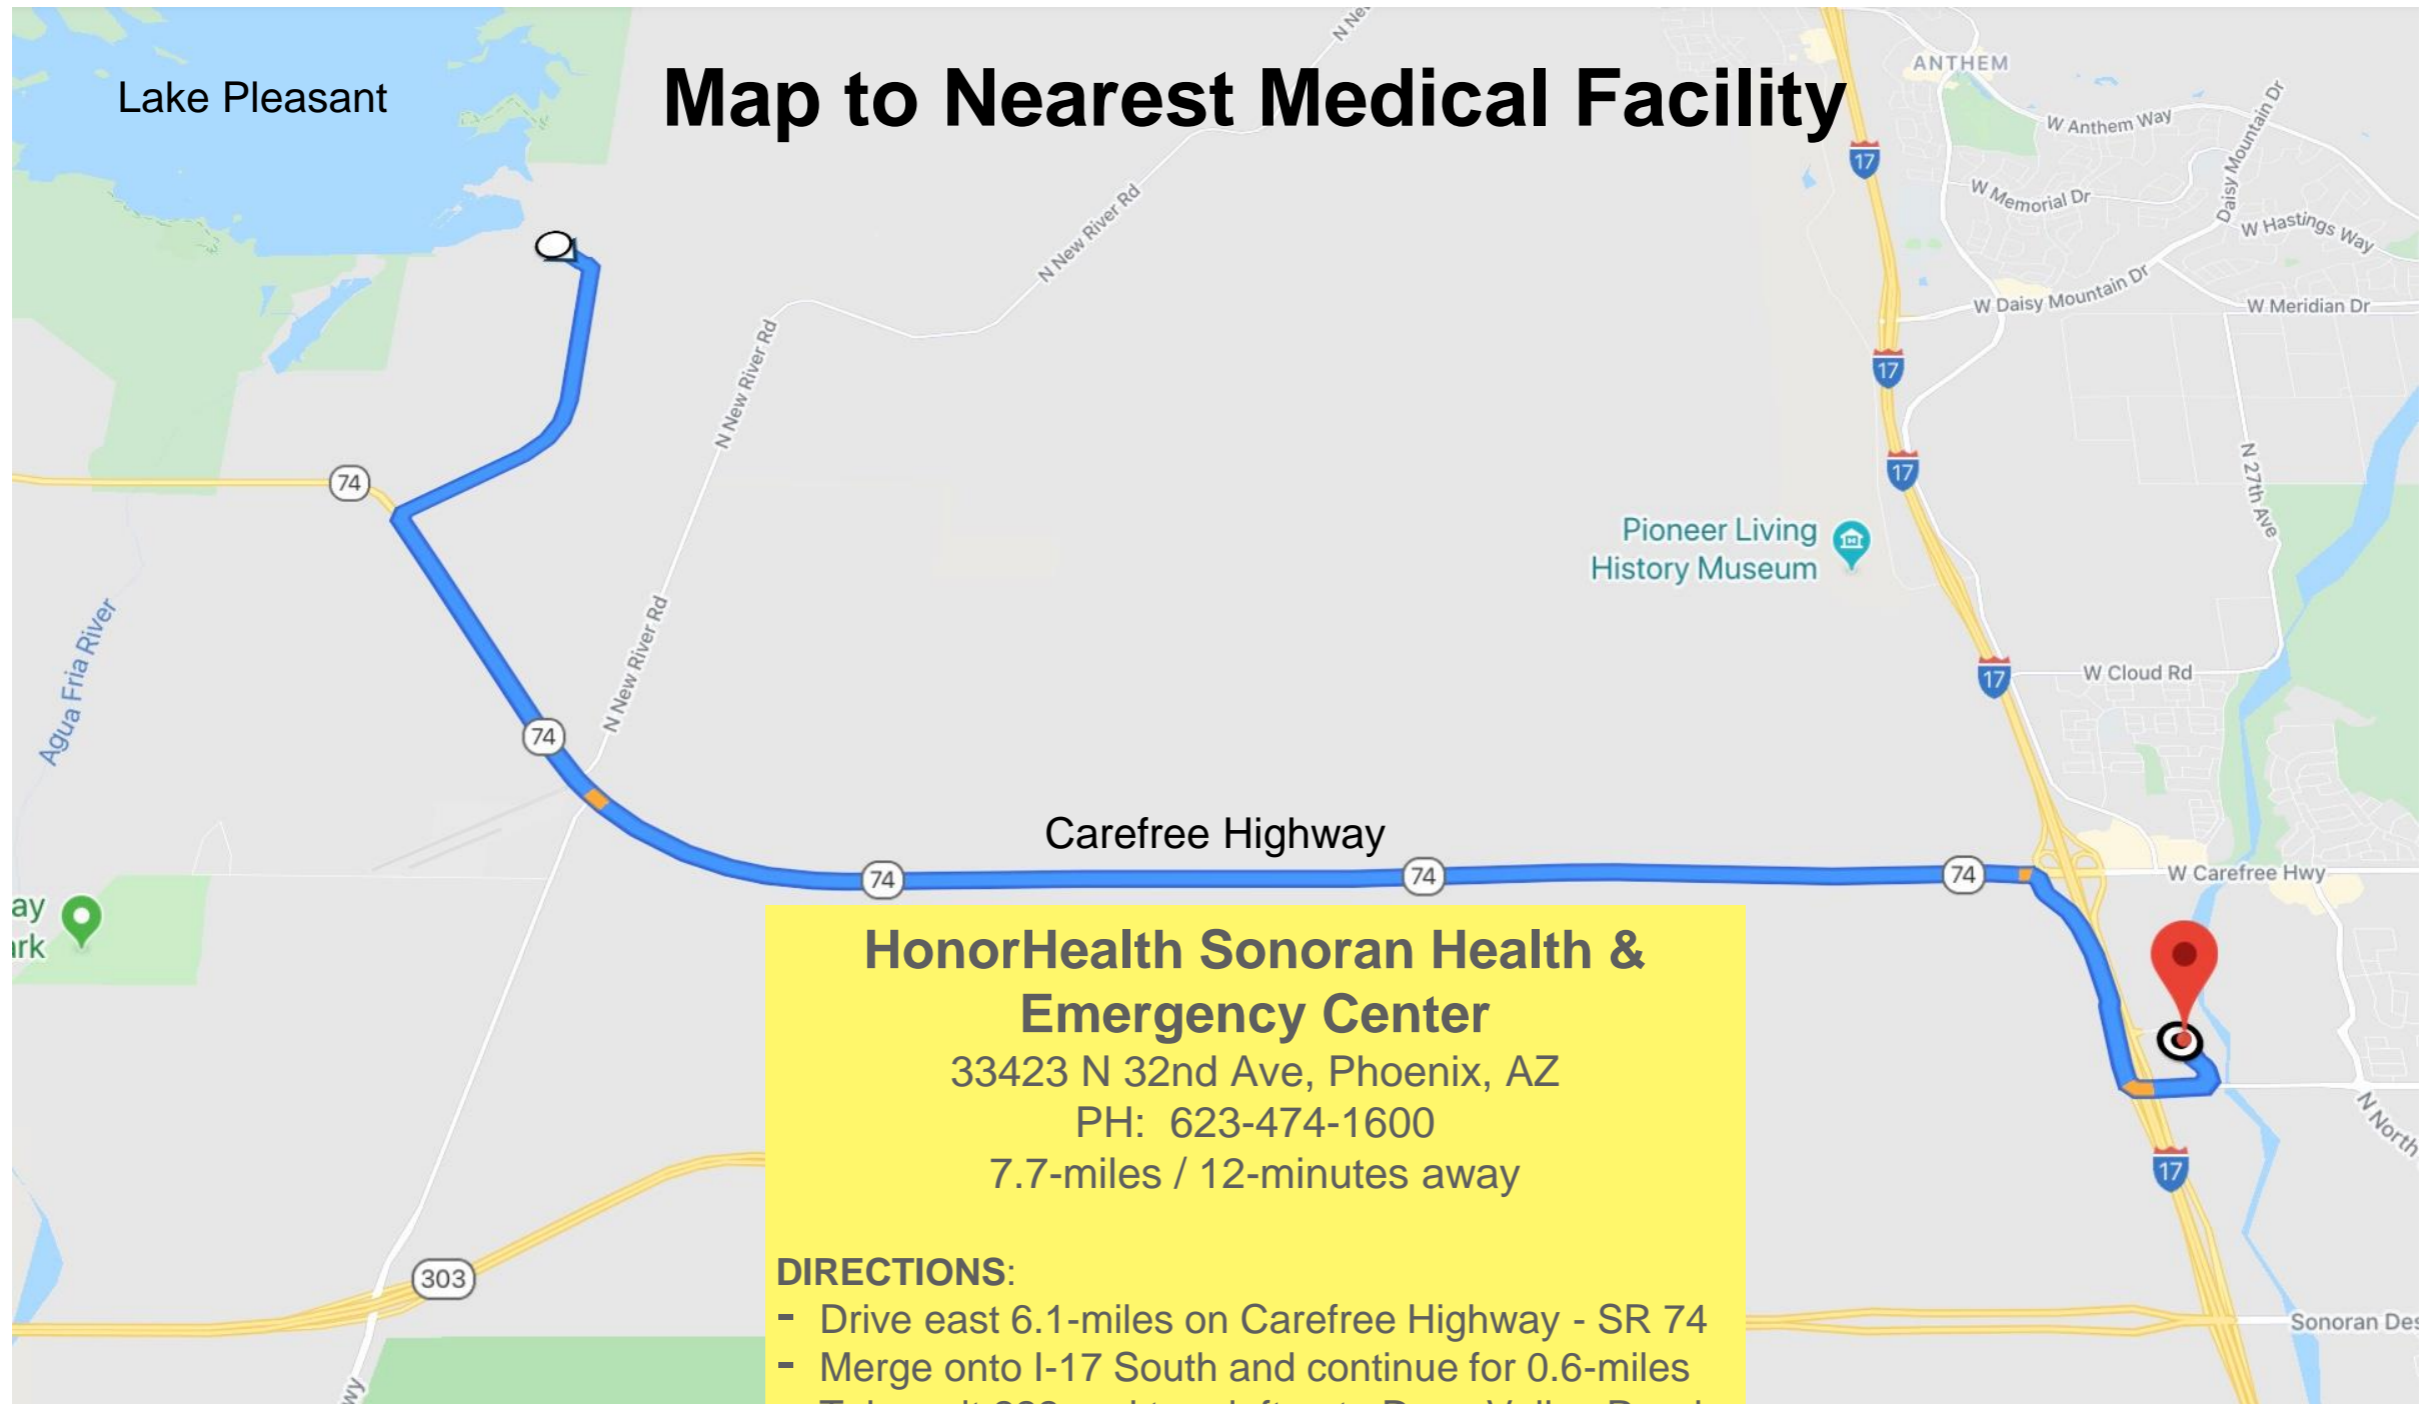 Lake Pleasant
Map to Nearest Medical Facility
N New
ANTHEM
17
W Anthem Way
Daisy Mountain Dr
W Memorial Dr
W Hastings Way
N New River Rd
W Daisy Mountain Dr
W Meridian Dr
N New River Rd
17
74
17
N 27th Ave
Pioneer Living
History Museum
Agua Fria River
N New River Rd
17
W Cloud Rd
74
Carefree Highway
74
74
74
W Carefree Hwy
ay
rk
HonorHealth Sonoran Health &
Emergency Center
33423 N 32nd Ave, Phoenix, AZ
PH: 623-474-1600
7.7-miles / 12-minutes away
N North
17
303
DIRECTIONS:
- Drive east 6.1-miles on Carefree Highway - SR 74
- Merge onto I-17 South and continue for 0.6-miles
Sonoran Des
wy